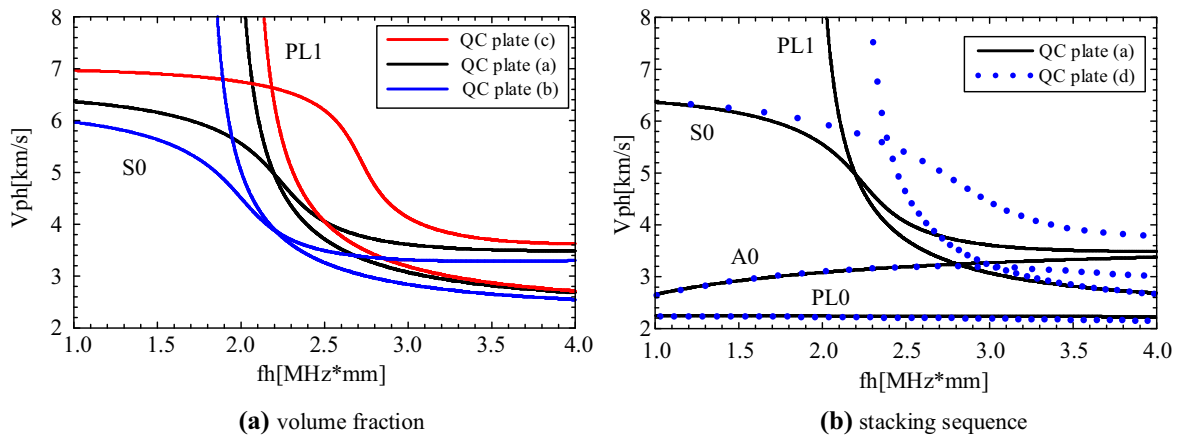 8
7
6
5
4
3
2
Vph[km/s]
PL1
S0
QC plate (c)
QC plate (a)
QC plate (b)
1.0 1.5 2.0 2.5 3.0 3.5 4.0
fh[MHz*mm]
(a) volume fraction
8
7
6
5
4
3
2
Vph[km/s]
PL1
S0
A0
PL0
QC plate (a)
QC plate (d)
1.0 1.5 2.0 2.5 3.0 3.5 4.0
fh[MHz*mm]
(b) stacking sequence